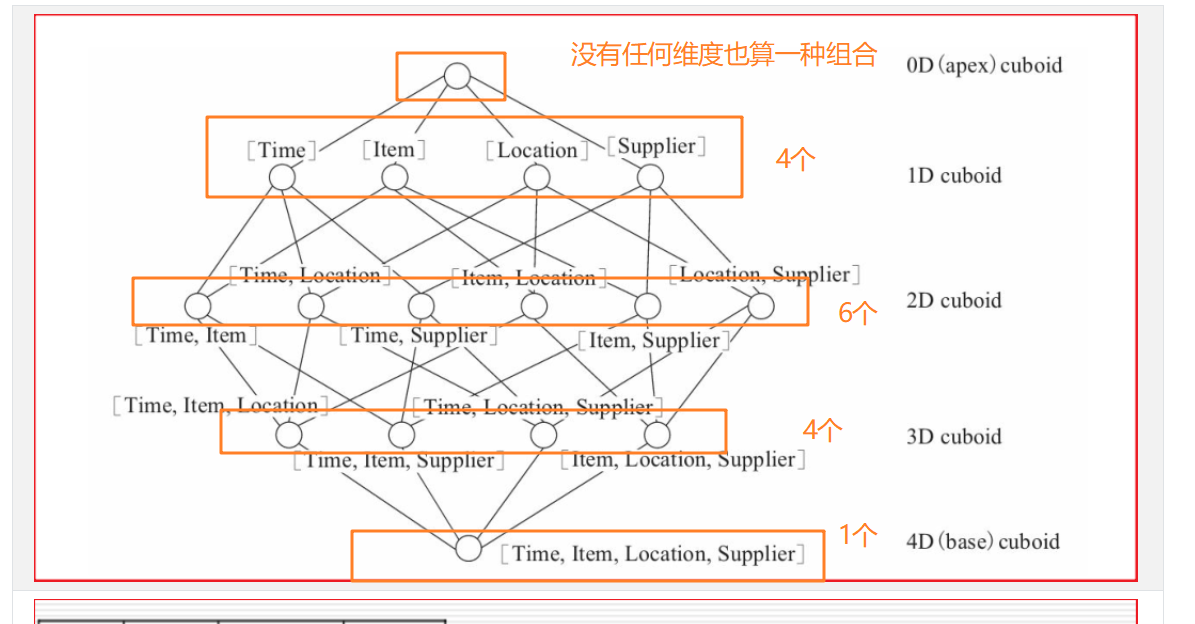 没有任何维度也算一种组合
0D(apex)cuboid
[Time]
[Item]
[Location]
[Supplier]
4个
1D cuboid
[Time, Location]
[Item, Location]
[Location, Supplier]
6个
2D cuboid
[Time, Item]
[Time, Supplier]
[Item, Supplier]
[Time, Item, Location]
[Time, Location, Supplier]
4个
3D cuboid
[Time, Item, Supplier]
[Item, Location, Supplier]
1个
4D(base)cuboid
[Time, Item, Location, Supplier]